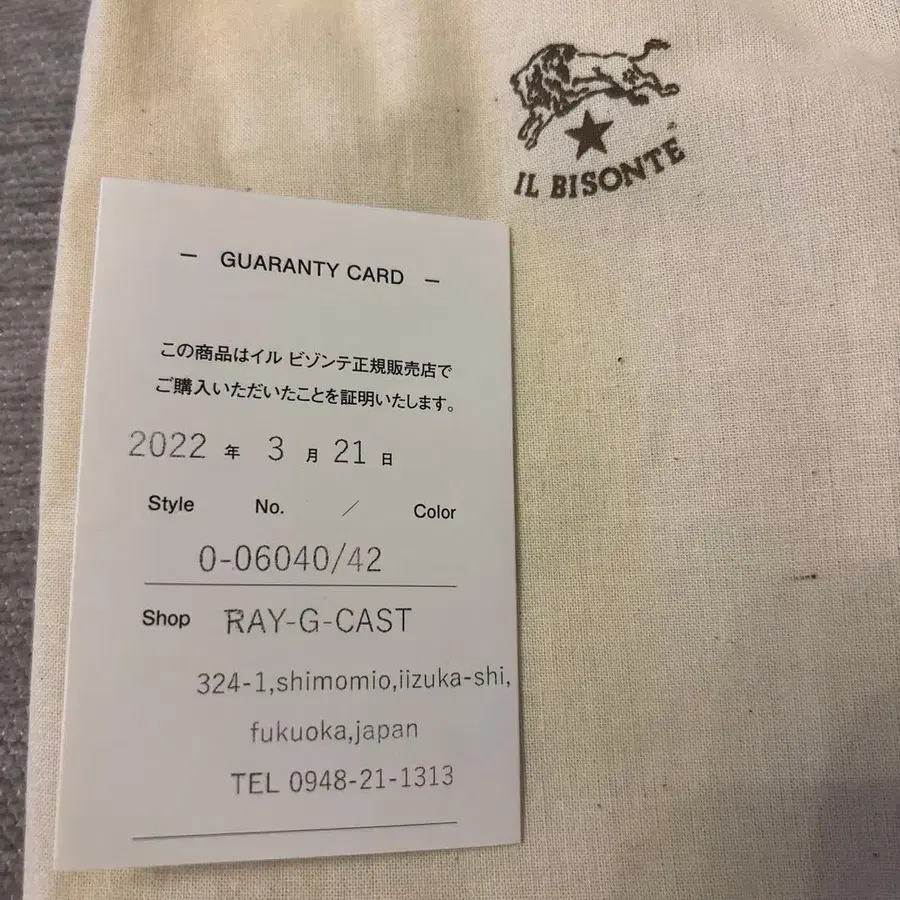 IL BISONTE
— GUARANTY CARD —
この商品はイル ビゾンテ正規販売店で
ご購入いただいたことを証明いたします。
2022 年 3 月 21 日
Style No. ／ Color
0-06040/42
Shop RAY-G-CAST
324-1,shimomio,iizuka-shi,
fukuoka,japan
TEL 0948-21-1313